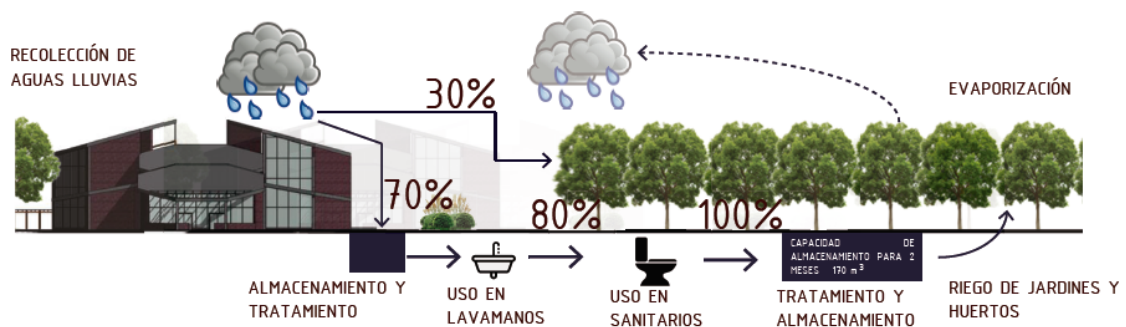 RECOLECCIÓN DE
AGUAS LLUVIAS
30%
EVAPORIZACIÓN
70%
80%
100%
CAPACIDAD DE
ALMACENAMIENTO PARA 2
MESES 170 m³
ALMACENAMIENTO Y
TRATAMIENTO
USO EN
LAVAMANOS
USO EN
SANITARIOS
TRATAMIENTO Y
ALMACENAMIENTO
RIEGO DE JARDINES Y
HUERTOS